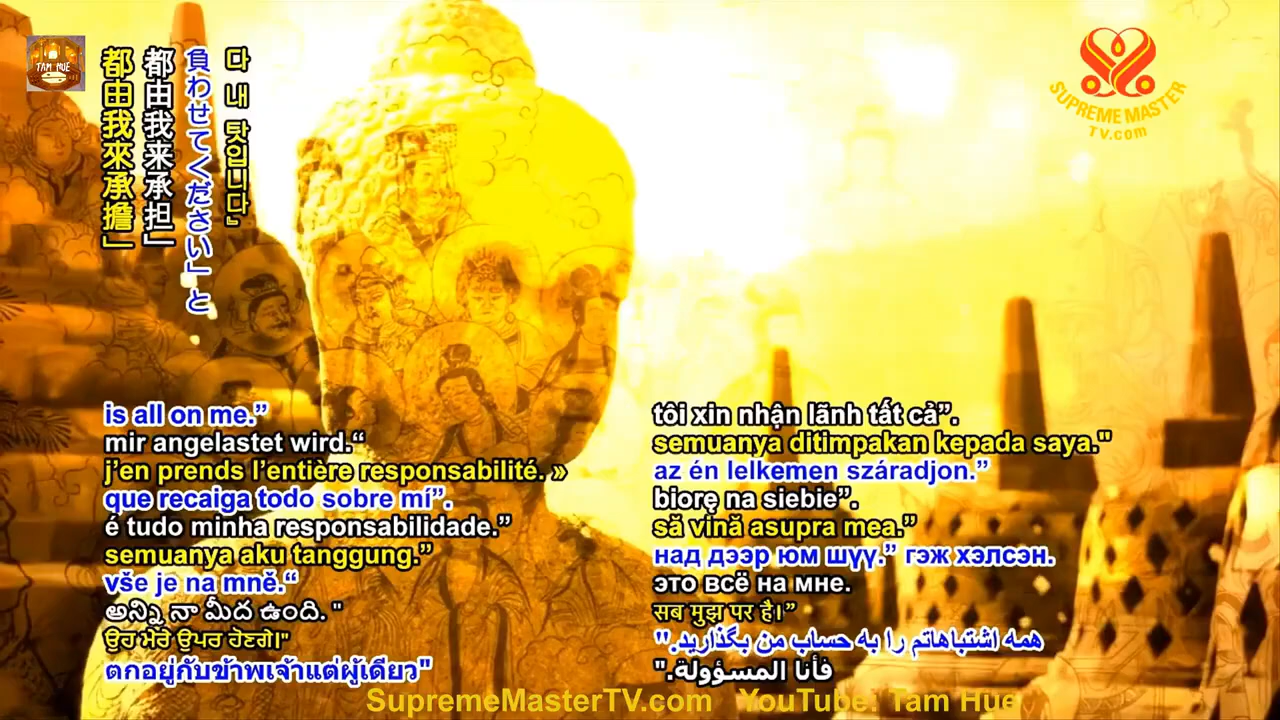 TAM HUE
都由我來承擔」
都由我来承担」
負わせてください」と
다 내 탓입니다』
SUPREME MASTER
TV.com
is all on me.”
mir angelastet wird.“
j’en prends l’entière responsabilité. »
que recaiga todo sobre mí”.
é tudo minha responsabilidade.”
semuanya aku tanggung.”
vše je na mně.“
అన్ని నా మీద ఉంది. "
ਉਹ ਮੇਰੇ ਉਪਰ ਹੋਣਗੇ।"
ตกอยู่กับข้าพเจ้าแต่ผู้เดียว"
tôi xin nhận lãnh tất cả”.
semuanya ditimpakan kepada saya."
az én lelkemen száradjon.”
biorę na siebie”.
să vină asupra mea.”
над дээр юм шүү.” гэж хэлсэн.
это всё на мне.
सब मुझ पर है।”
همه اشتباهاتم را به حساب من بگذارید."
فأنا المسؤولة."
SupremeMasterTV.com YouTube: Tam Hue